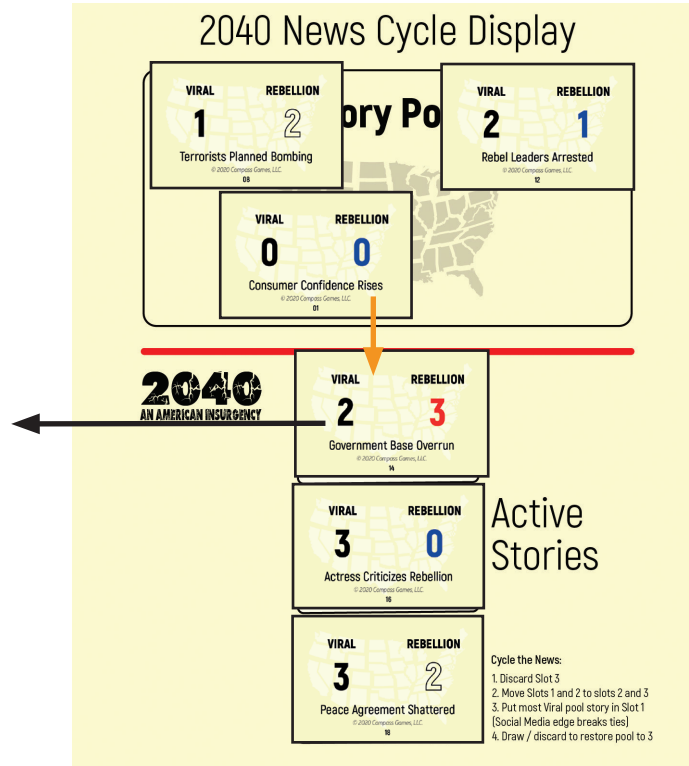 2040 News Cycle Display
VIRAL REBELLION
1 2
Terrorists Planned Bombing
© 2020 Compass Games, LLC.
08
ory Po
VIRAL REBELLION
2 1
Rebel Leaders Arrested
© 2020 Compass Games, LLC.
12
VIRAL REBELLION
0 0
Consumer Confidence Rises
© 2020 Compass Games, LLC.
01
2040
AN AMERICAN INSURGENCY
VIRAL REBELLION
2 3
Government Base Overrun
© 2020 Compass Games, LLC.
14
VIRAL REBELLION
3 0
Actress Criticizes Rebellion
© 2020 Compass Games, LLC.
16
Active
Stories
VIRAL REBELLION
3 2
Peace Agreement Shattered
© 2020 Compass Games, LLC.
18
Cycle the News:
1. Discard Slot 3
2. Move Slots 1 and 2 to slots 2 and 3
3. Put most Viral pool story in Slot 1
(Social Media edge breaks ties)
4. Draw / discard to restore pool to 3